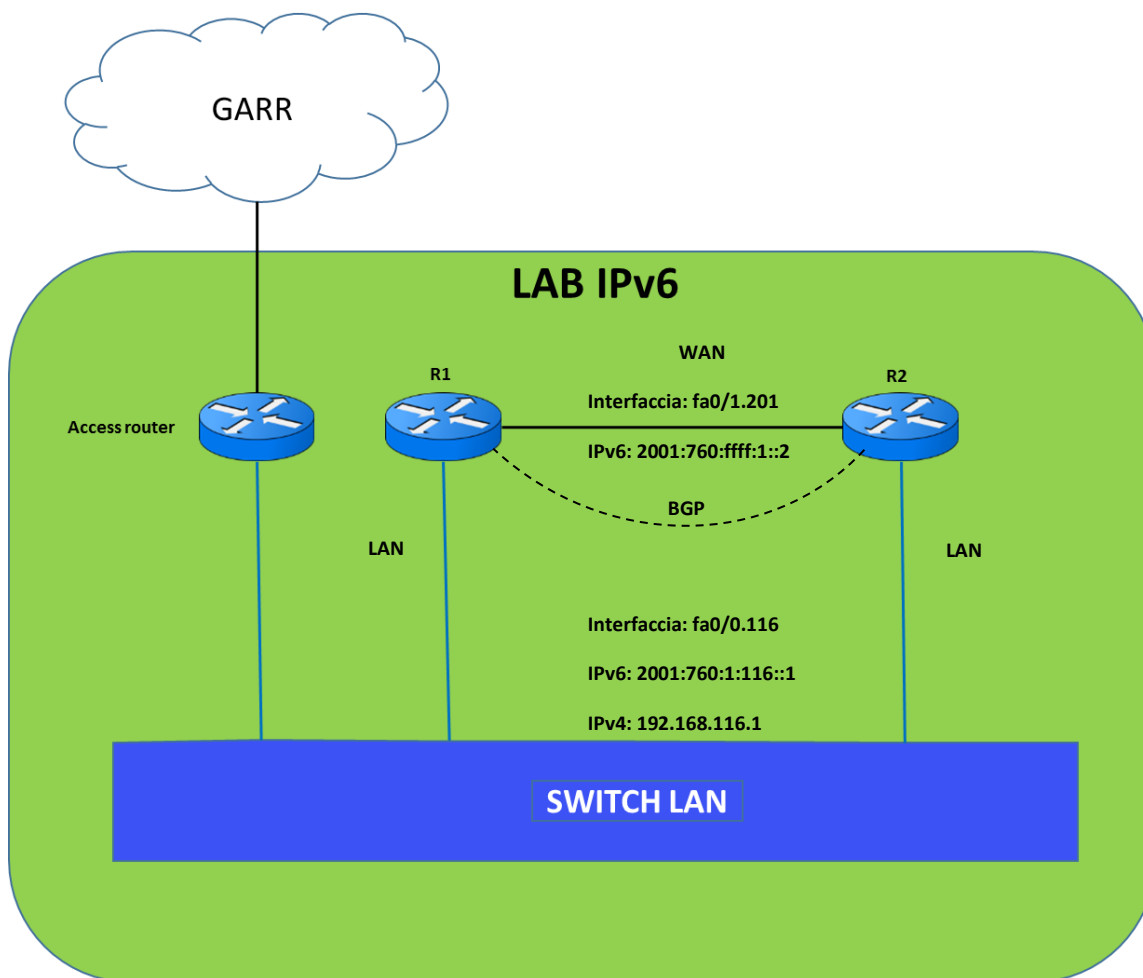 GARR
LAB IPv6
WAN
R1
R2
Interfaccia: fa0/1.201
Access router
IPv6: 2001:760:ffff:1::2
BGP
LAN
LAN
Interfaccia: fa0/0.116
IPv6: 2001:760:1:116::1
IPv4: 192.168.116.1
SWITCH LAN